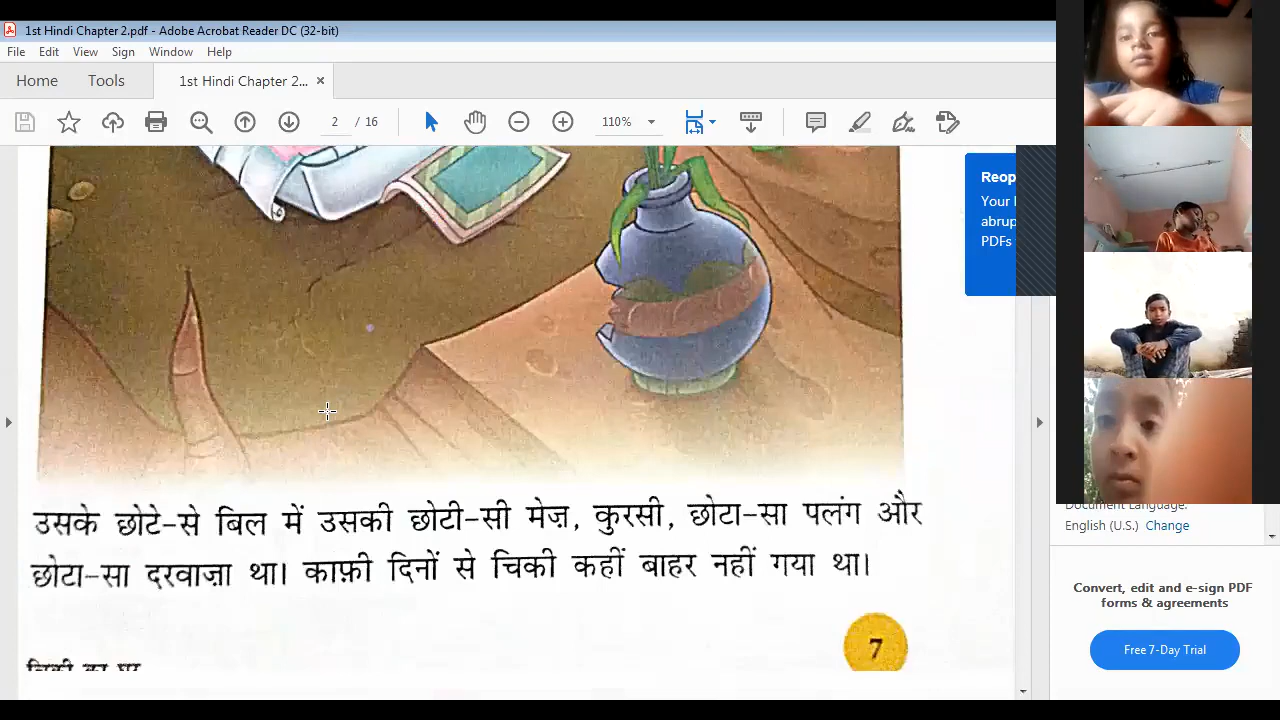 1st Hindi Chapter 2.pdf - Adobe Acrobat Reader DC (32-bit)
File Edit View Sign Window Help
Home Tools 1st Hindi Chapter 2... ×
2 / 16 110%
Reop
Your
abrup
PDFs
उसके छोटे-से बिल में उसकी छोटी-सी मेज, कुरसी, छोटा-सा पलंग और
छोटा-सा दरवाज़ा था। काफ़ी दिनों से चिकी कहीं बाहर नहीं गया था।
7
चिकी का घर
Document Language:
English (U.S.) Change
Convert, edit and e-sign PDF
forms & agreements
Free 7-Day Trial